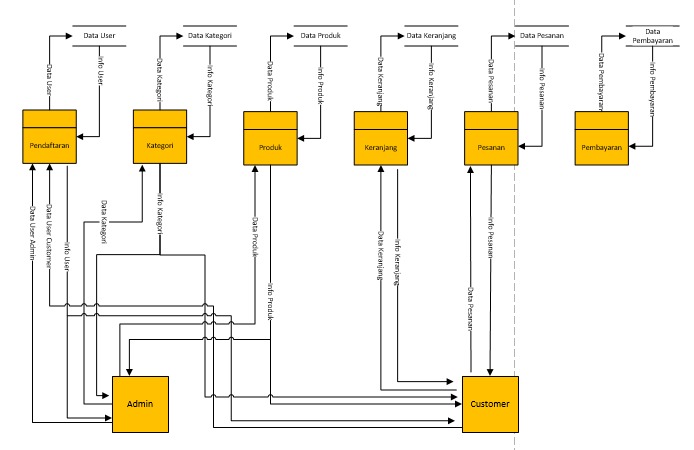 Data User
Data Kategori
Data Produk
Data Keranjang
Data Pesanan
Data
Pembayaran
Data User
Info User
Data Kategori
Info Kategori
Data Produk
Info Produk
Data Keranjang
Info Keranjang
Data Pesanan
Info Pesanan
Data Pembayaran
Info Pembayaran
Pendaftaran
Kategori
Produk
Keranjang
Pesanan
Pembayaran
Data User Admin
Data User Customer
Info User
Data Kategori
Info Kategori
Data Produk
Info Produk
Data Keranjang
Info Keranjang
Data Pesanan
Info Pesanan
Admin
Customer